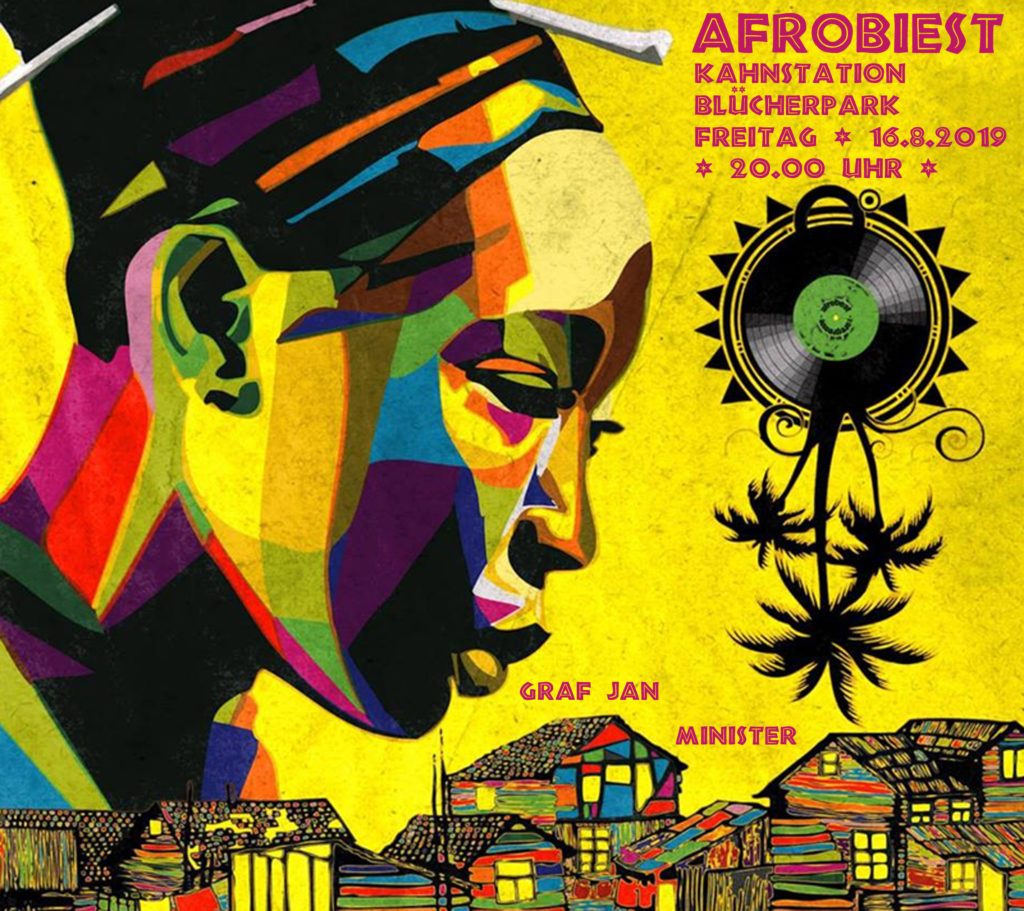 AFROBIEST
KAHNSTATION
BLÜCHERPARK
FREITAG ✶ 16.8.2019
✶ 20.00 UHR ✶
GRAF JAN
MINISTER